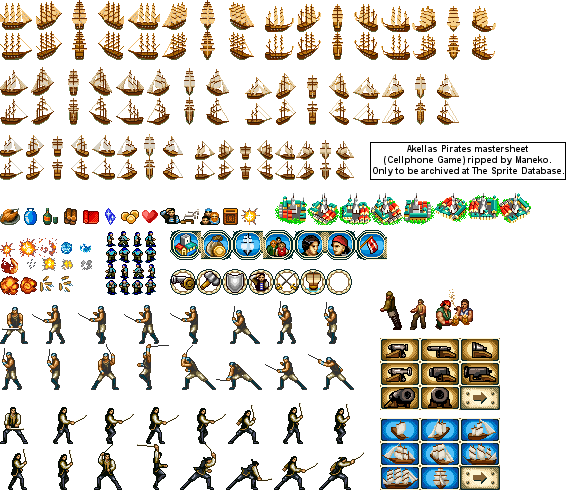 Akellas Pirates mastersheet
(Cellphone Game) ripped by Maneko.
Only to be archived at The Sprite Database.